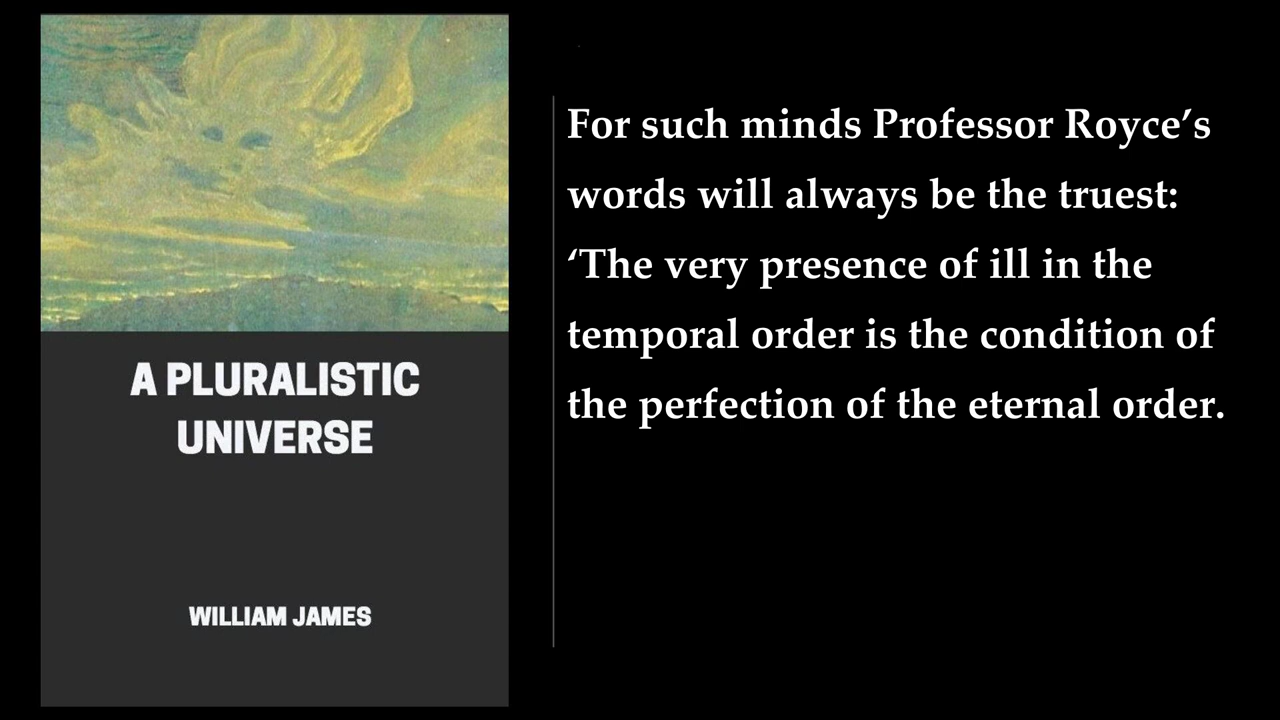 A PLURALISTIC
UNIVERSE
WILLIAM JAMES
For such minds Professor Royce’s
words will always be the truest:
‘The very presence of ill in the
temporal order is the condition of
the perfection of the eternal order.